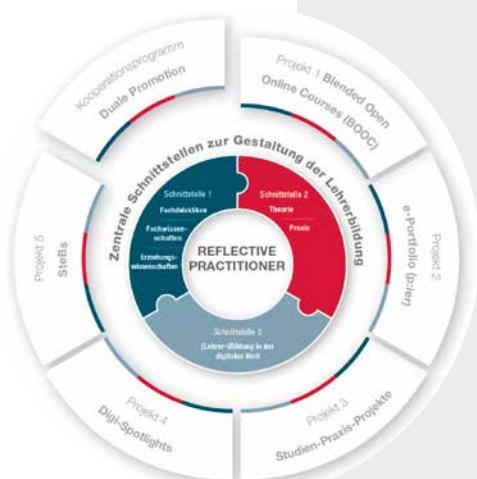 Kooperationsprogramm
Duale Promotion
Projekt 1 Blended Open
Online Courses (BOOC)
Projekt 2
e-Portfolio (p:ier)
Projekt 3
Studien-Praxis-Projekte
Projekt 4
Digi-Spotlights
Projekt 5
SteBs
Zentrale Schnittstellen zur Gestaltung der Lehrerbildung
Schnittstelle 1
Fachdidaktiken
Fachwissen-
schaften
Erziehungs-
wissenschaften
Schnittstelle 2
Theorie
Praxis
REFLECTIVE
PRACTITIONER
Schnittstelle 3
(Lehrer-)Bildung in der
digitalen Welt